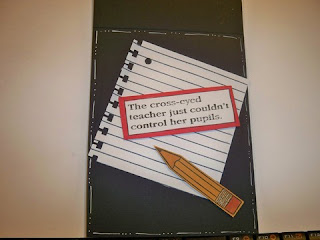 The cross-eyed
teacher just couldn't
control her pupils.